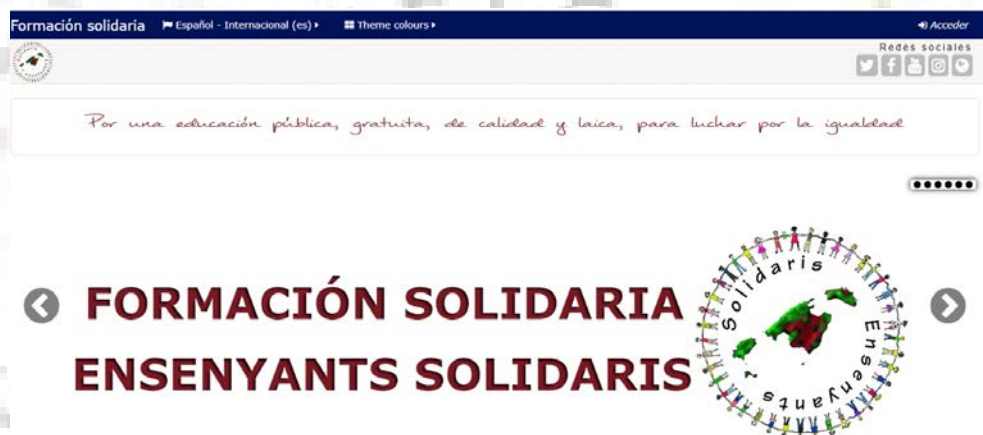 Formación solidaria Español - Internacional (es) Theme colours Acceder
Redes sociales
Por una educación pública, gratuita, de calidad y laica, para luchar por la igualdad
FORMACIÓN SOLIDARIA
ENSENYANTS SOLIDARIS
Solidaris Ensenyants